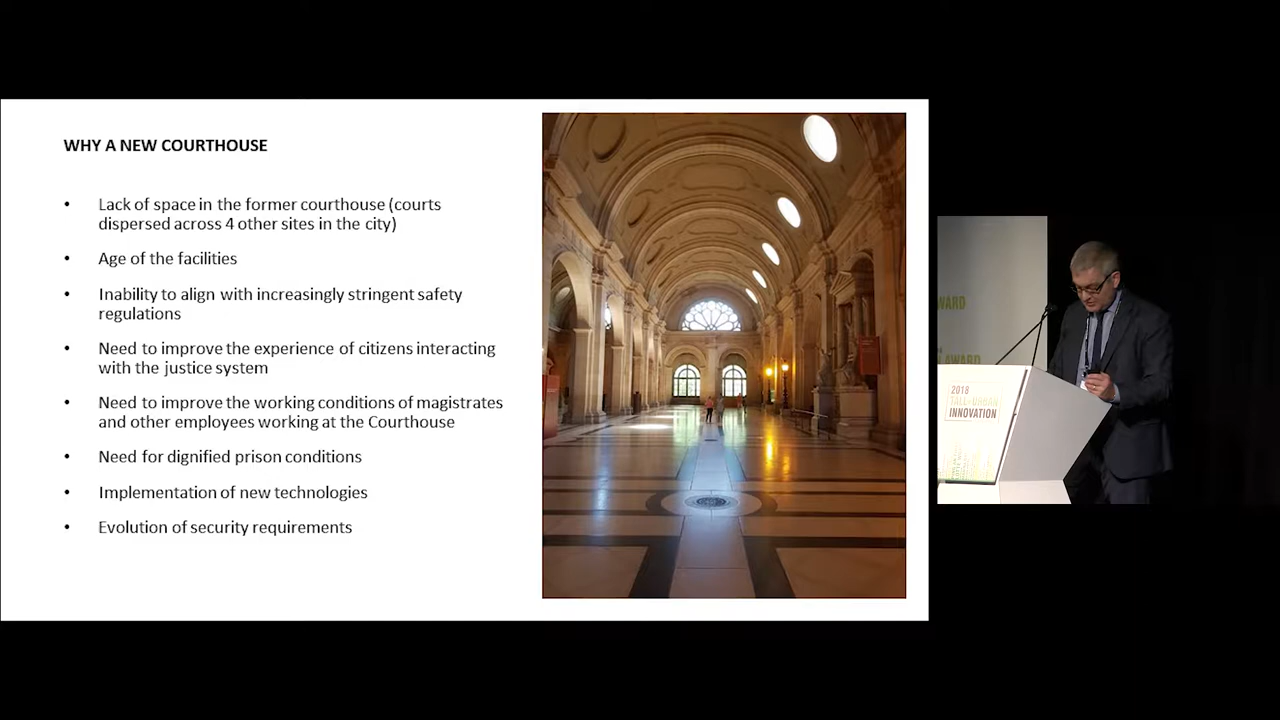 WHY A NEW COURTHOUSE
• Lack of space in the former courthouse (courts
dispersed across 4 other sites in the city)
• Age of the facilities
• Inability to align with increasingly stringent safety
regulations
• Need to improve the experience of citizens interacting
with the justice system
• Need to improve the working conditions of magistrates
and other employees working at the Courthouse
• Need for dignified prison conditions
• Implementation of new technologies
• Evolution of security requirements
WARD
AWARD
2018
TALL+URBAN
INNOVATION